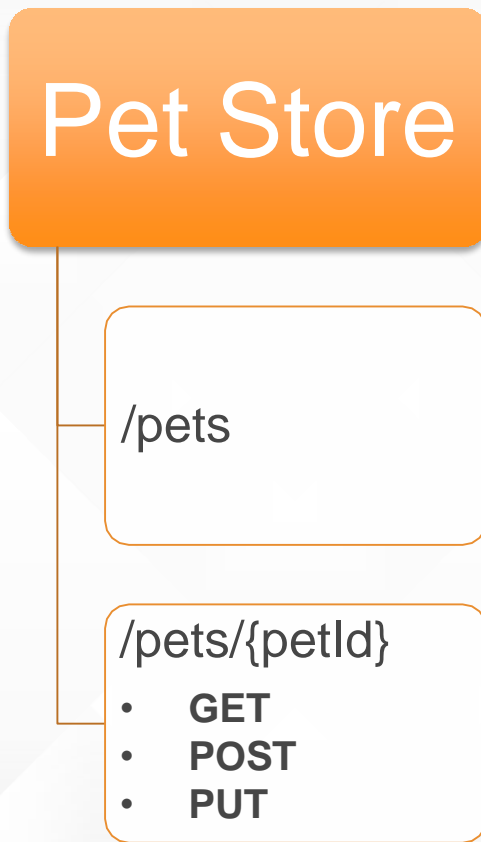 Pet Store
/pets
/pets/{petId}
• GET
• POST
• PUT